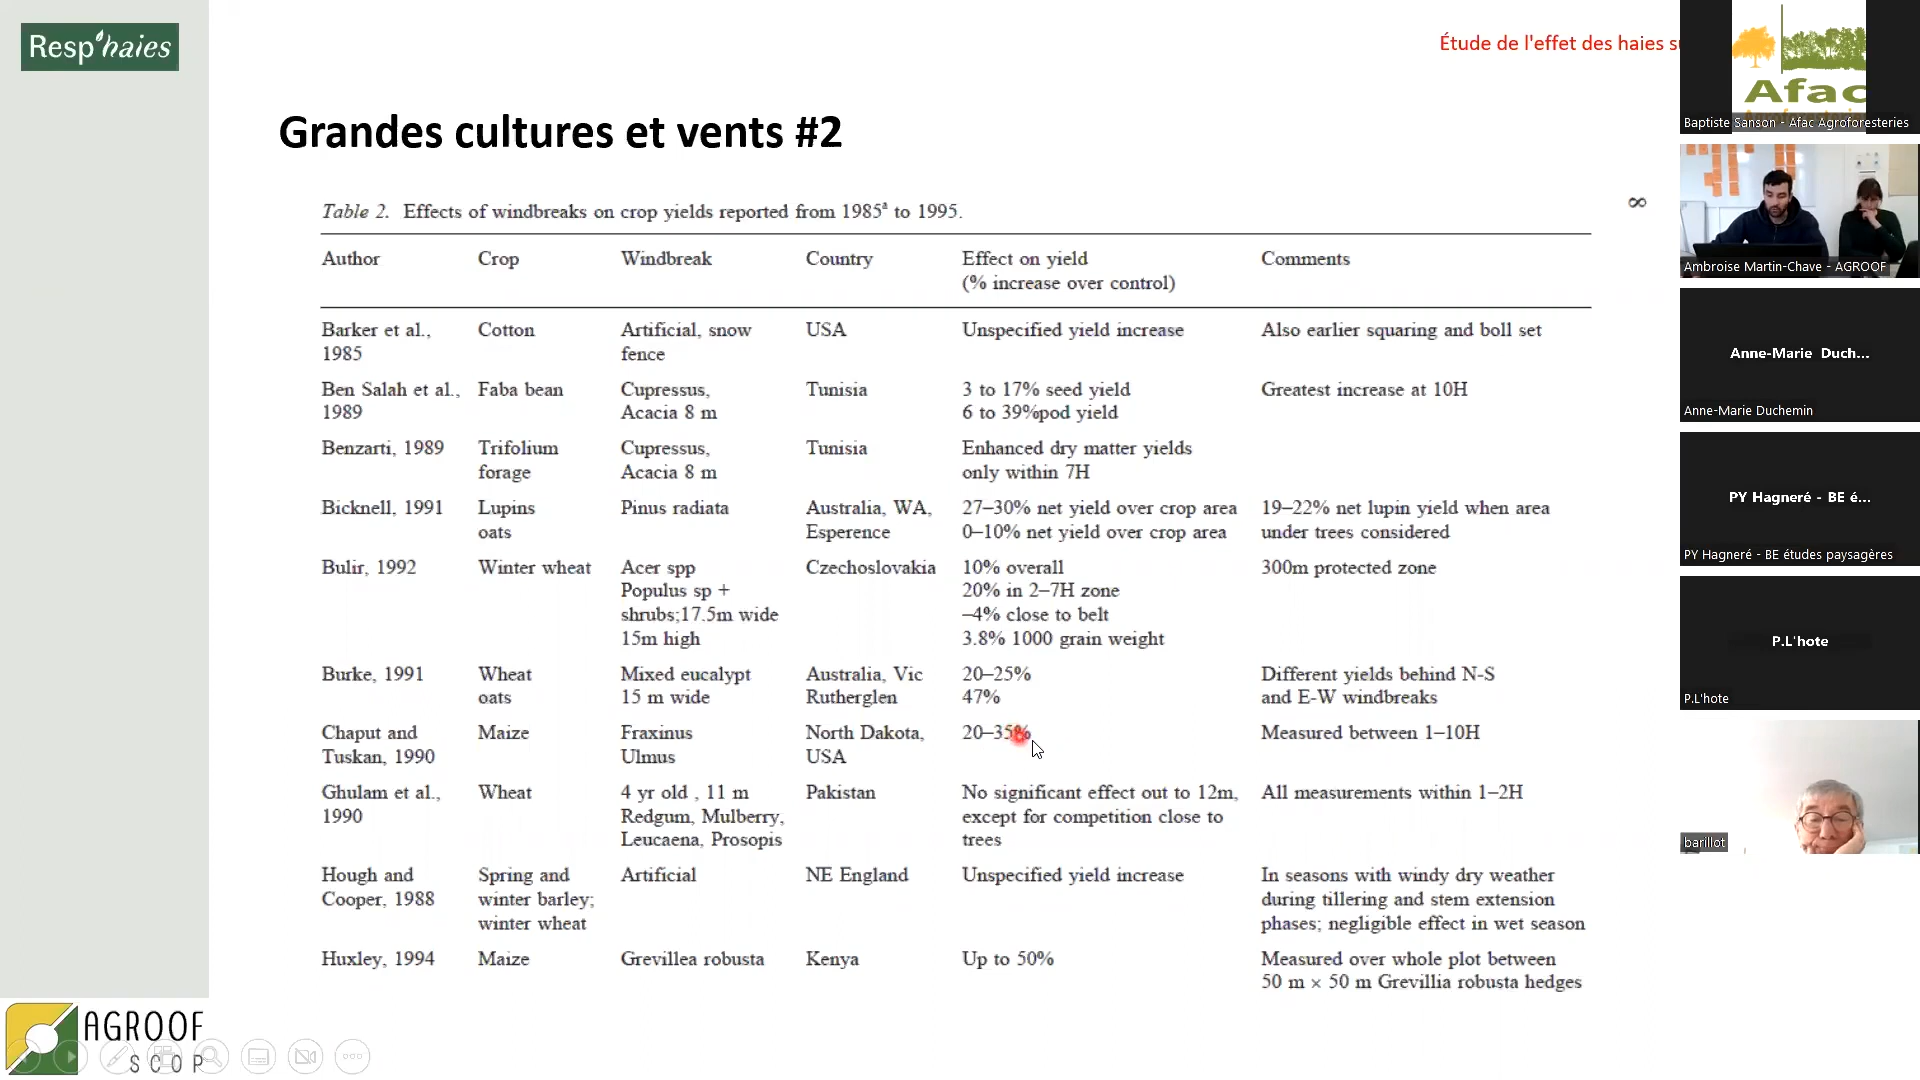 Resp'haies
Étude de l'effet des haies s
Grandes cultures et vents #2
Table 2. Effects of windbreaks on crop yields reported from 1985a to 1995.
∞
Author Crop Windbreak Country Effect on yield Comments
(% increase over control)
Barker et al., Cotton Artificial, snow USA Unspecified yield increase Also earlier squaring and boll set
1985 fence
Ben Salah et al., Faba bean Cupressus, Tunisia 3 to 17% seed yield Greatest increase at 10H
1989 Acacia 8 m 6 to 39%pod yield
Benzarti, 1989 Trifolium Cupressus, Tunisia Enhanced dry matter yields
forage Acacia 8 m only within 7H
Bicknell, 1991 Lupins Pinus radiata Australia, WA, 27–30% net yield over crop area 19–22% net lupin yield when area
oats Esperence 0–10% net yield over crop area under trees considered
Bulir, 1992 Winter wheat Acer spp Czechoslovakia 10% overall 300m protected zone
Populus sp + 20% in 2–7H zone
shrubs;17.5m wide –4% close to belt
15m high 3.8% 1000 grain weight
Burke, 1991 Wheat Mixed eucalypt Australia, Vic 20–25% Different yields behind N-S
oats 15 m wide Rutherglen 47% and E-W windbreaks
Chaput and Maize Fraxinus North Dakota, 20–35% Measured between 1–10H
Tuskan, 1990 Ulmus USA
Ghulam et al., Wheat 4 yr old , 11 m Pakistan No significant effect out to 12m, All measurements within 1–2H
1990 Redgum, Mulberry, except for competition close to
Leucaena, Prosopis trees
Hough and Spring and Artificial NE England Unspecified yield increase In seasons with windy dry weather
Cooper, 1988 winter barley; during tillering and stem extension
winter wheat phases; negligible effect in wet season
Huxley, 1994 Maize Grevillea robusta Kenya Up to 50% Measured over whole plot between
50 m × 50 m Grevillia robusta hedges
AGROOF
SCOP
Afac
Baptiste Sanson - Afac Agroforesteries
Ambroise Martin-Chave - AGROOF
Anne-Marie Duch...
Anne-Marie Duchemin
PY Hagneré - BE é...
PY Hagneré - BE études paysagères
P.L'hote
P.L'hote
barillot